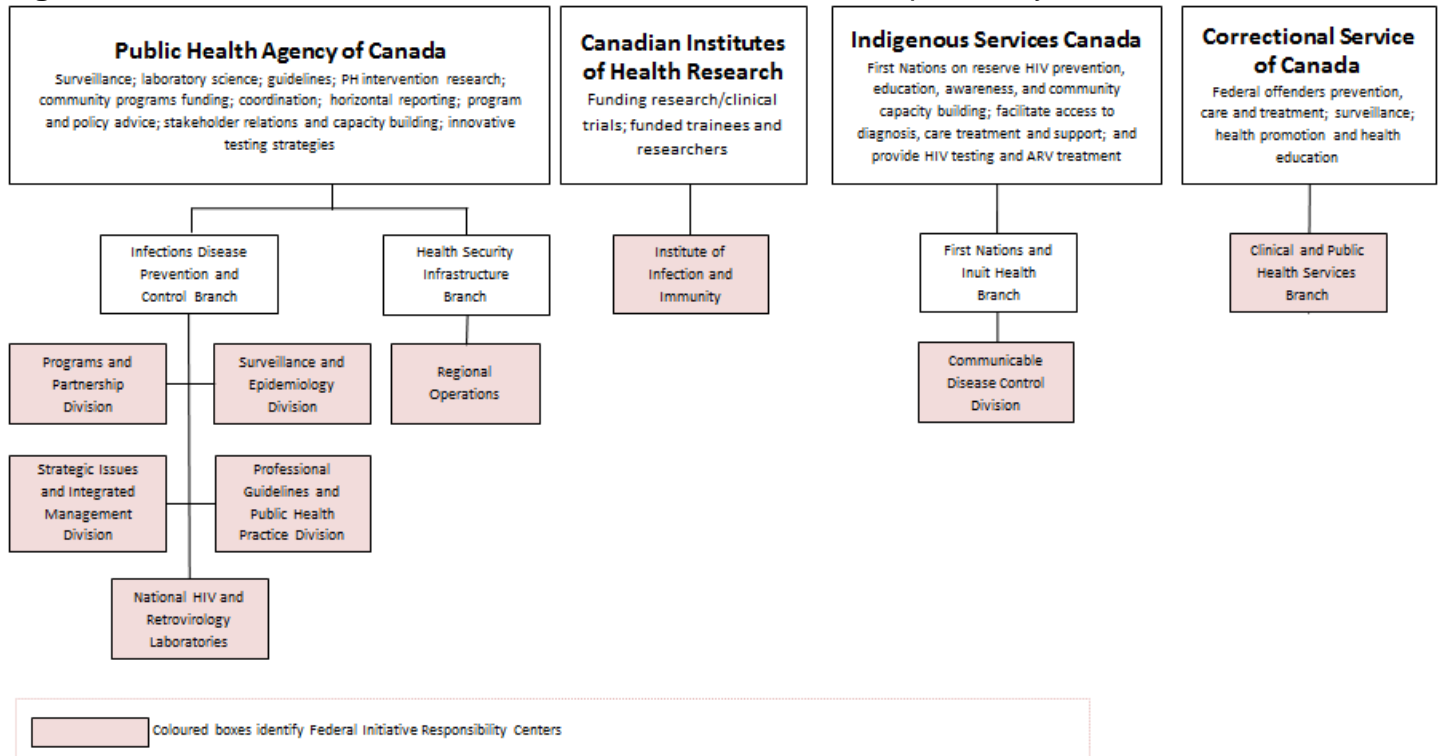 Public Health Agency of Canada
Surveillance; laboratory science; guidelines; PH intervention research;
community programs funding; coordination; horizontal reporting; program
and policy advice; stakeholder relations and capacity building; innovative
testing strategies
Canadian Institutes
of Health Research
Funding research/clinical
trials; funded trainees and
researchers
Indigenous Services Canada
First Nations on reserve HIV prevention,
education, awareness, and community
capacity building; facilitate access to
diagnosis, care treatment and support; and
provide HIV testing and ARV treatment
Correctional Service
of Canada
Federal offenders prevention,
care and treatment; surveillance;
health promotion and health
education
Infections Disease
Prevention and
Control Branch
Health Security
Infrastructure
Branch
Institute of
Infection and
Immunity
First Nations and
Inuit Health
Branch
Clinical and Public
Health Services
Branch
Programs and
Partnership
Division
Surveillance and
Epidemiology
Division
Regional
Operations
Communicable
Disease Control
Division
Strategic Issues
and Integrated
Management
Division
Professional
Guidelines and
Public Health
Practice Division
National HIV and
Retrovirology
Laboratories
Coloured boxes identify Federal Initiative Responsibility Centers